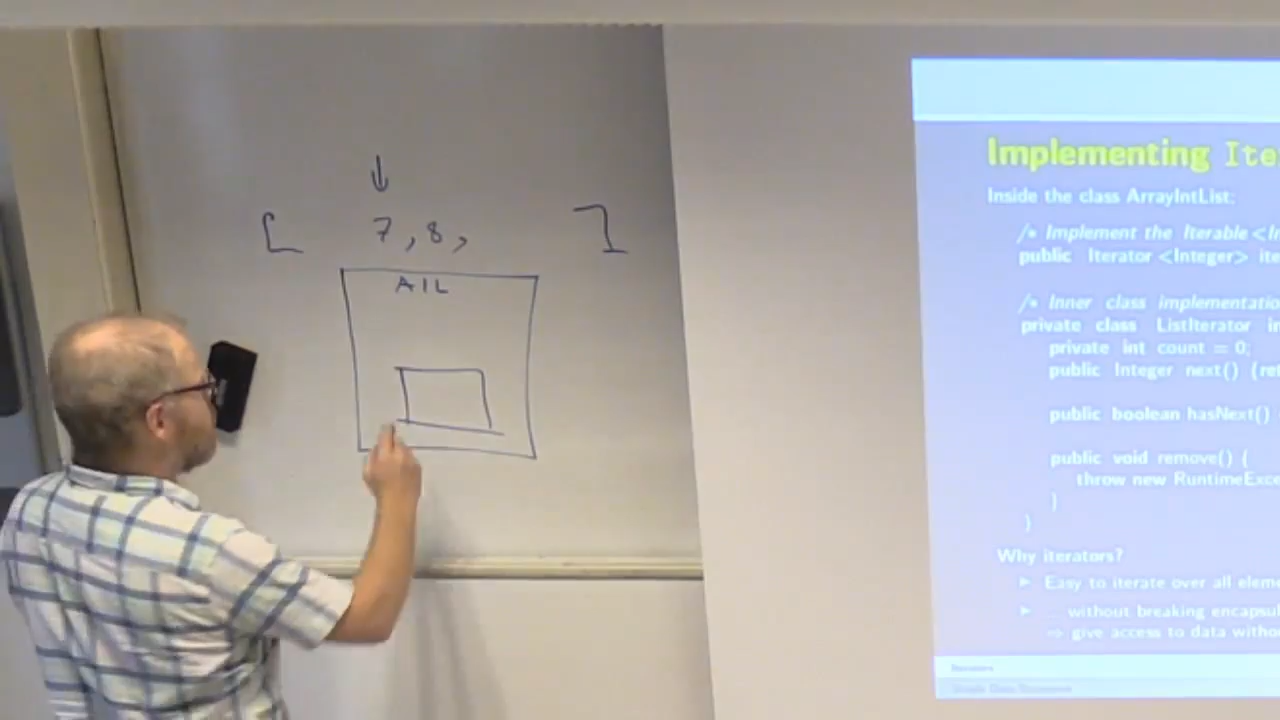 [ 7 , 8 , ]
AIL
Implementing Ite
Inside the class ArrayIntList:
/* Implement the Iterable <In
public Iterator <Integer> ite
/* Inner class implementatio
private class ListIterator in
private int count = 0;
public Integer next() {ret
public boolean hasNext()
public void remove() {
throw new RuntimeExce
}
}
Why iterators?
Easy to iterate over all eleme
... without breaking encapsul
⇒ give access to data withou
Iterators